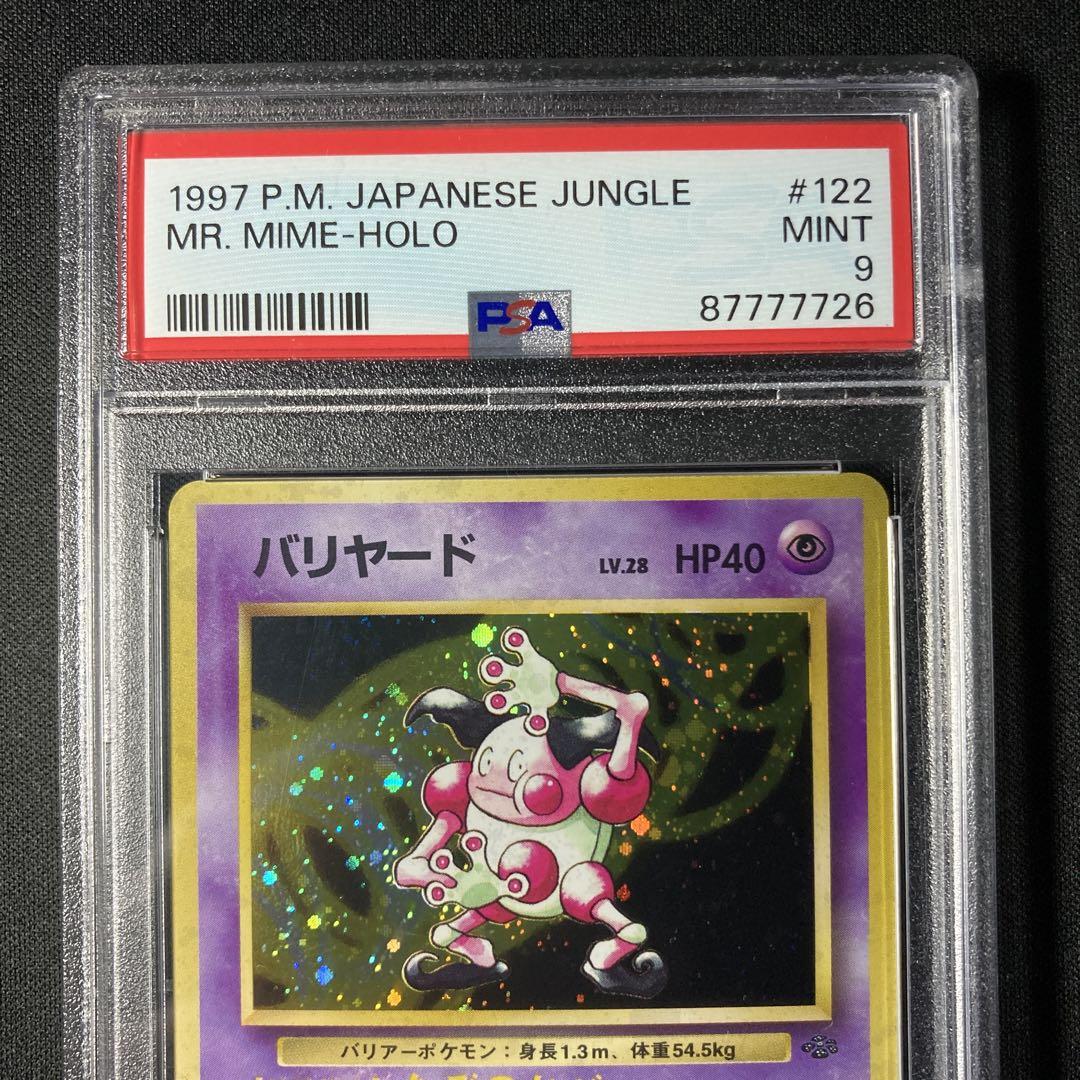 1997 P.M. JAPANESE JUNGLE #122
MR. MIME-HOLO MINT
9
PSA 87777726
バリヤード LV.28 HP40
バリアーポケモン：身長1.3m、体重54.5kg